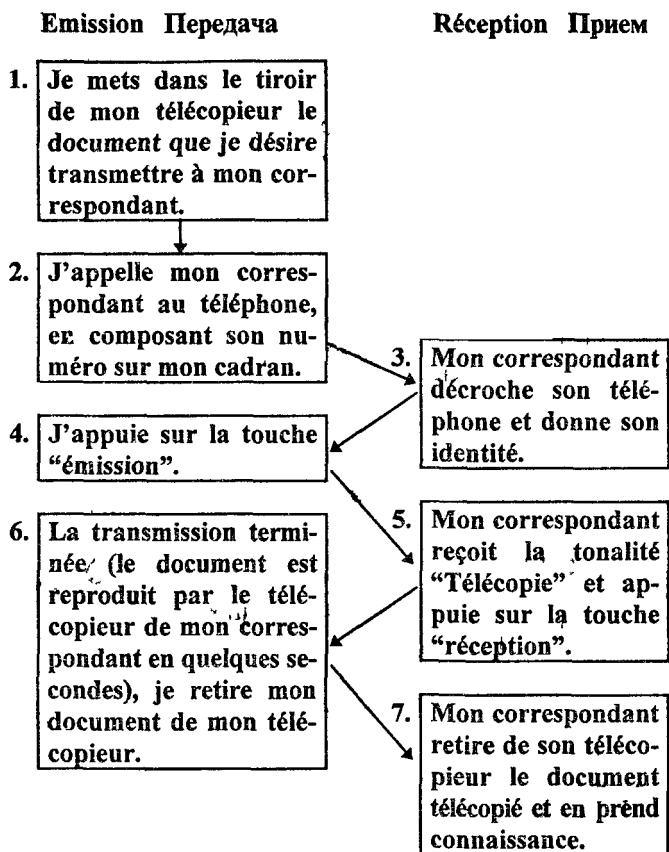 Emission Передача
Réception Прием
1. Je mets dans le tiroir
de mon télécopieur le
document que je désire
transmettre à mon cor-
respondant.
2. J'appelle mon corres-
pondant au téléphone,
en composant son nu-
méro sur mon cadran.
3. Mon correspondant
décroche son télé-
phone et donne son
identité.
4. J'appuie sur la touche
“émission”.
5. Mon correspondant
reçoit la tonalité
“Télécopie” et ap-
puie sur la touche
“réception”.
6. La transmission termi-
née (le document est
reproduit par le télé-
copieur de mon corres-
pondant en quelques se-
condes), je retire mon
document de mon télé-
copieur.
7. Mon correspondant
retire de son téléco-
pieur le document
télécopié et en prend
connaissance.